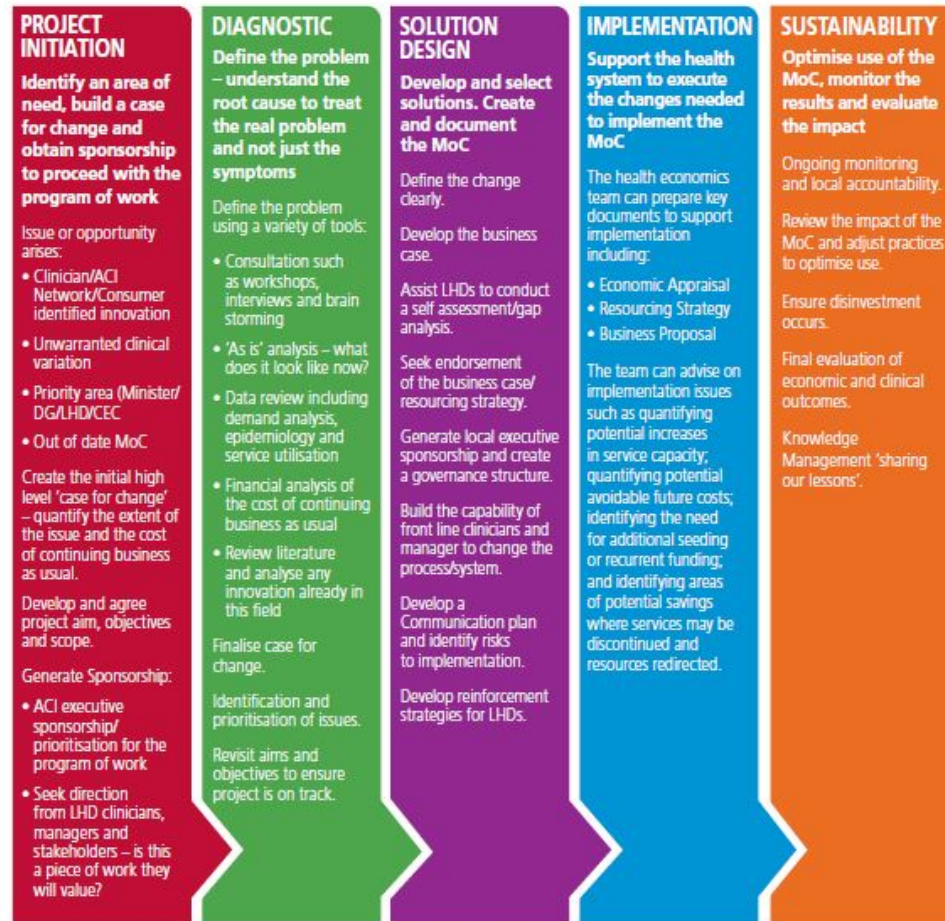 PROJECT
INITIATION
Identify an area of
need, build a case
for change and
obtain sponsorship
to proceed with the
program of work
Issue or opportunity
arises:
• Clinician/ACI
Network/Consumer
identified innovation
• Unwarranted clinical
variation
• Priority area (Minister/
DG/LHD/CEC
• Out of date MoC
Create the initial high
level 'case for change'
– quantify the extent of
the issue and the cost
of continuing business
as usual.
Develop and agree
project aim, objectives
and scope.
Generate Sponsorship:
• ACI executive
sponsorship/
prioritisation for the
program of work
• Seek direction
from LHD clinicians,
managers and
stakeholders – is this
a piece of work they
will value?
DIAGNOSTIC
Define the problem
– understand the
root cause to treat
the real problem
and not just the
symptoms
Define the problem
using a variety of tools:
• Consultation such
as workshops,
interviews and brain
storming
• 'As is' analysis – what
does it look like now?
• Data review including
demand analysis,
epidemiology and
service utilisation
• Financial analysis of
the cost of continuing
business as usual
• Review literature
and analyse any
innovation already in
this field
Finalise case for
change.
Identification and
prioritisation of issues.
Revisit aims and
objectives to ensure
project is on track.
SOLUTION
DESIGN
Develop and select
solutions. Create
and document
the MoC
Define the change
clearly.
Develop the business
case.
Assist LHDs to conduct
a self assessment/gap
analysis.
Seek endorsement
of the business case/
resourcing strategy.
Generate local executive
sponsorship and create
a governance structure.
Build the capability of
front line clinicians and
manager to change the
process/system.
Develop a
Communication plan
and identify risks
to implementation.
Develop reinforcement
strategies for LHDs.
IMPLEMENTATION
Support the health
system to execute
the changes needed
to implement the
MoC
The health economics
team can prepare key
documents to support
implementation
including:
• Economic Appraisal
• Resourcing Strategy
• Business Proposal
The team can advise on
implementation issues
such as quantifying
potential increases
in service capacity;
quantifying potential
avoidable future costs;
identifying the need
for additional seeding
or recurrent funding;
and identifying areas
of potential savings
where services may be
discontinued and
resources redirected.
SUSTAINABILITY
Optimise use of the
MoC, monitor the
results and evaluate
the impact
Ongoing monitoring
and local accountability.
Review the impact of the
MoC and adjust practices
to optimise use.
Ensure disinvestment
occurs.
Final evaluation of
economic and clinical
outcomes.
Knowledge
Management 'sharing
our lessons'.